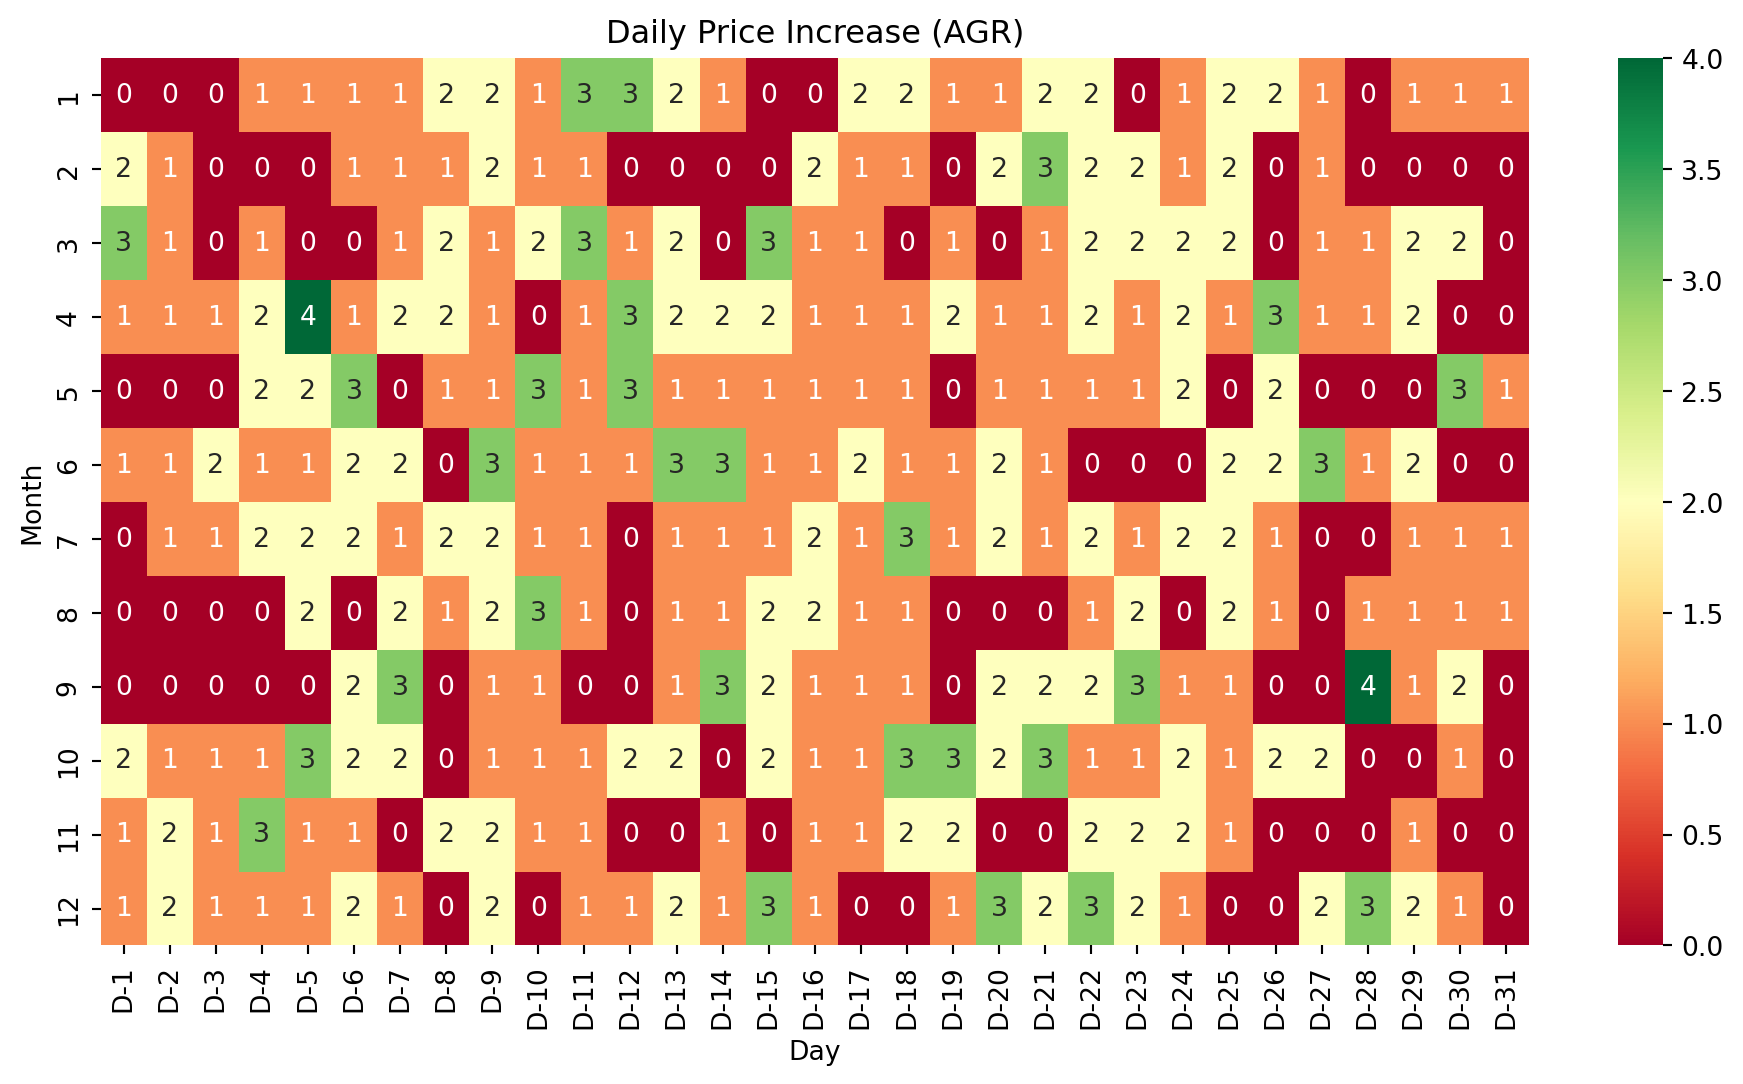 Daily Price Increase (AGR)
Month
1 0 0 0 1 1 1 1 2 2 1 3 3 2 1 0 0 2 2 1 1 2 2 0 1 2 2 1 0 1 1 1
2 2 1 0 0 0 1 1 1 2 1 1 0 0 0 0 2 1 1 0 2 3 2 2 1 2 0 1 0 0 0 0
3 3 1 0 1 0 0 1 2 1 2 3 1 2 0 3 1 1 0 1 0 1 2 2 2 2 0 1 1 2 2 0
4 1 1 1 2 4 1 2 2 1 0 1 3 2 2 2 1 1 1 2 1 1 2 1 2 1 3 1 1 2 0 0
5 0 0 0 2 2 3 0 1 1 3 1 3 1 1 1 1 1 1 0 1 1 1 1 2 0 2 0 0 0 3 1
6 1 1 2 1 1 2 2 0 3 1 1 1 3 3 1 1 2 1 1 2 1 0 0 0 2 2 3 1 2 0 0
7 0 1 1 2 2 2 1 2 2 1 1 0 1 1 1 2 1 3 1 2 1 2 1 2 2 1 0 0 1 1 1
8 0 0 0 0 2 0 2 1 2 3 1 0 1 1 2 2 1 1 0 0 0 1 2 0 2 1 0 1 1 1 1
9 0 0 0 0 0 2 3 0 1 1 0 0 1 3 2 1 1 1 0 2 2 2 3 1 1 0 0 4 1 2 0
10 2 1 1 1 3 2 2 0 1 1 1 2 2 0 2 1 1 3 3 2 3 1 1 2 1 2 2 0 0 1 0
11 1 2 1 3 1 1 0 2 2 1 1 0 0 1 0 1 1 2 2 0 0 2 2 2 1 0 0 0 1 0 0
12 1 2 1 1 1 2 1 0 2 0 1 1 2 1 3 1 0 0 1 3 2 3 2 1 0 0 2 3 2 1 0
D-1 D-2 D-3 D-4 D-5 D-6 D-7 D-8 D-9 D-10 D-11 D-12 D-13 D-14 D-15 D-16 D-17 D-18 D-19 D-20 D-21 D-22 D-23 D-24 D-25 D-26 D-27 D-28 D-29 D-30 D-31
Day
4.0
3.5
3.0
2.5
2.0
1.5
1.0
0.5
0.0